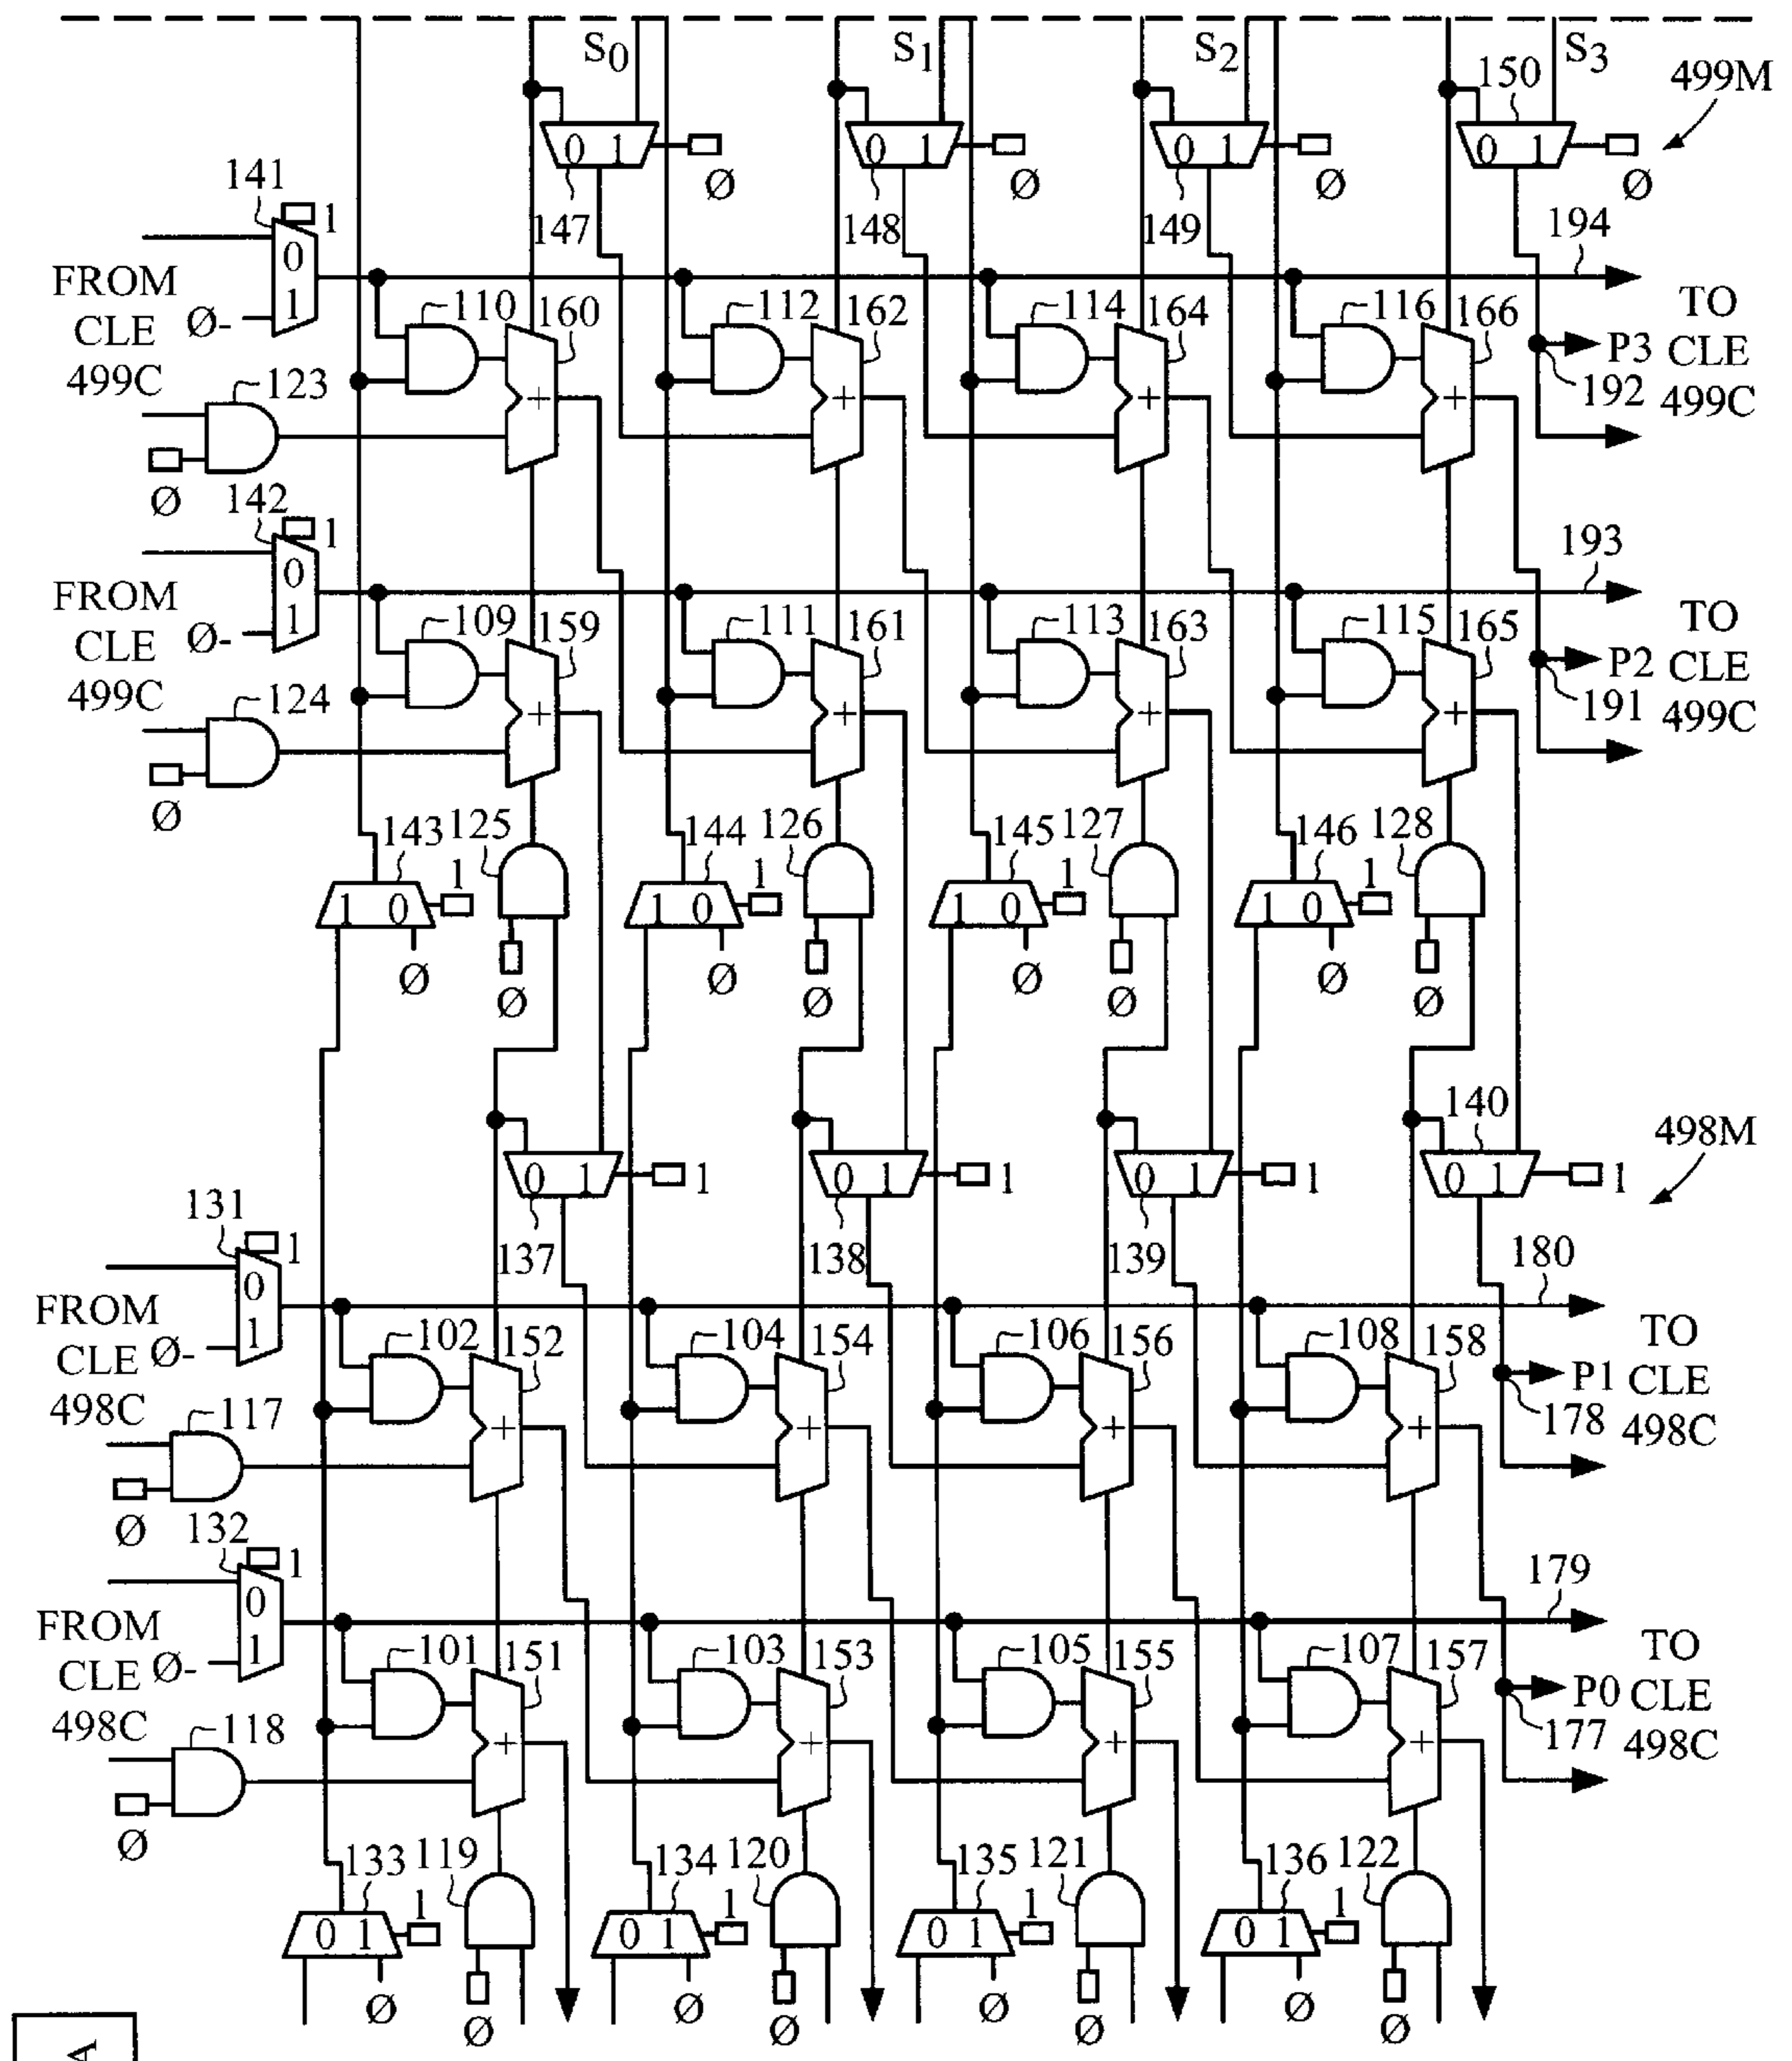 S0 S1 S2 S3
150 499M
0 1 0 1 0 1 0 1
Ø Ø Ø Ø
141 1
147 148 149 194
0
FROM
CLE
499C
1
Ø-
110 160 112 162 114 164 116 166
TO
CLE
499C
P3
192
123
+ + + +
Ø
142 1
193
0
FROM
CLE
499C
1
Ø-
109 159 111 161 113 163 115 165
TO
CLE
499C
P2
191
124
+ + + +
Ø
143 125 144 126 145 127 146 128
1 1 1 1
1 0 1 0 1 0 1 0
Ø Ø Ø Ø Ø Ø Ø Ø
140
498M
0 1 1 0 1 1 0 1 1 0 1 1
131 1
137 138 139 180
0
FROM
CLE
498C
1
Ø-
102 152 104 154 106 156 108 158
TO
CLE
498C
P1
178
117
+ + + +
Ø
132 1
179
0
FROM
CLE
498C
1
Ø-
101 151 103 153 105 155 107 157
TO
CLE
498C
P0
177
118
+ + + +
Ø
133 119 134 120 135 121 136 122
1 1 1 1
0 1 0 1 0 1 0 1
Ø Ø Ø Ø Ø Ø Ø Ø
A